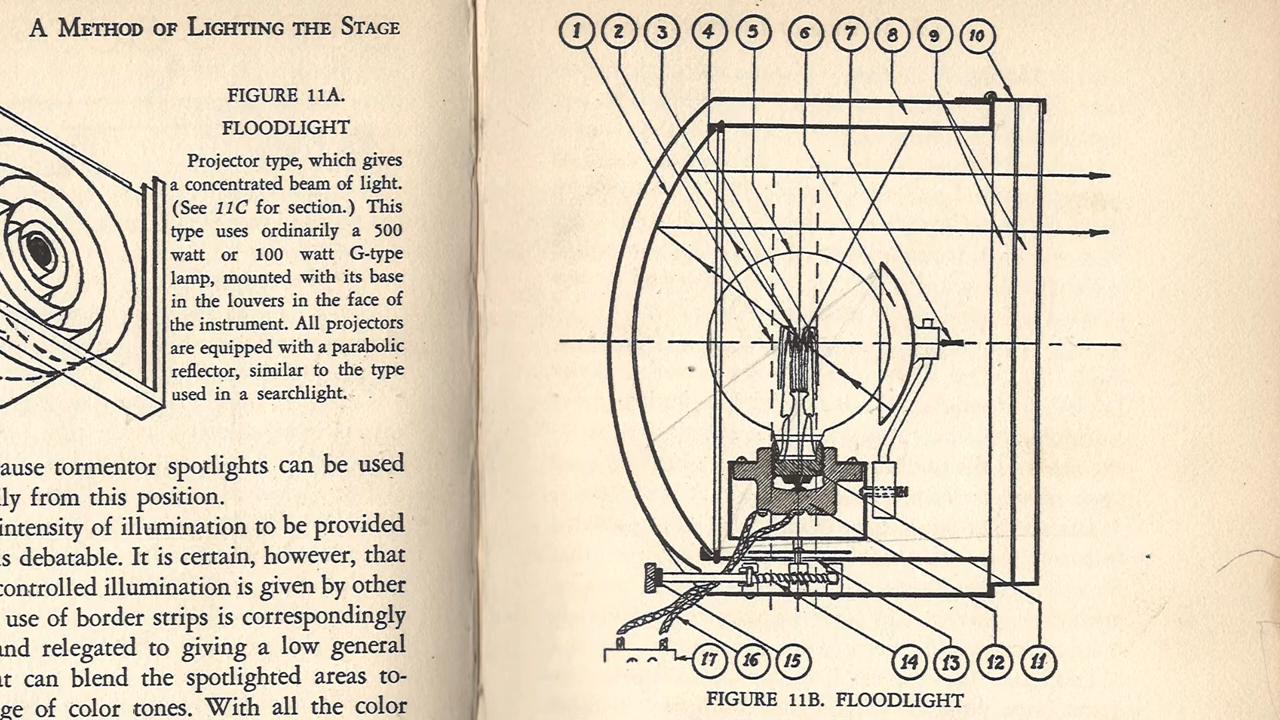 A Method of Lighting the Stage
FIGURE 11A.
FLOODLIGHT
Projector type, which gives
a concentrated beam of light.
(See 11C for section.) This
type uses ordinarily a 500
watt or 100 watt G-type
lamp, mounted with its base
in the louvers in the face of
the instrument. All projectors
are equipped with a parabolic
reflector, similar to the type
used in a searchlight.
ause tormentor spotlights can be used
lly from this position.
intensity of illumination to be provided
s debatable. It is certain, however, that
controlled illumination is given by other
use of border strips is correspondingly
and relegated to giving a low general
at can blend the spotlighted areas to-
ge of color tones. With all the color
1 2 3 4 5 6 7 8 9 10
17 16 15 14 13 12 11
FIGURE 11B. FLOODLIGHT